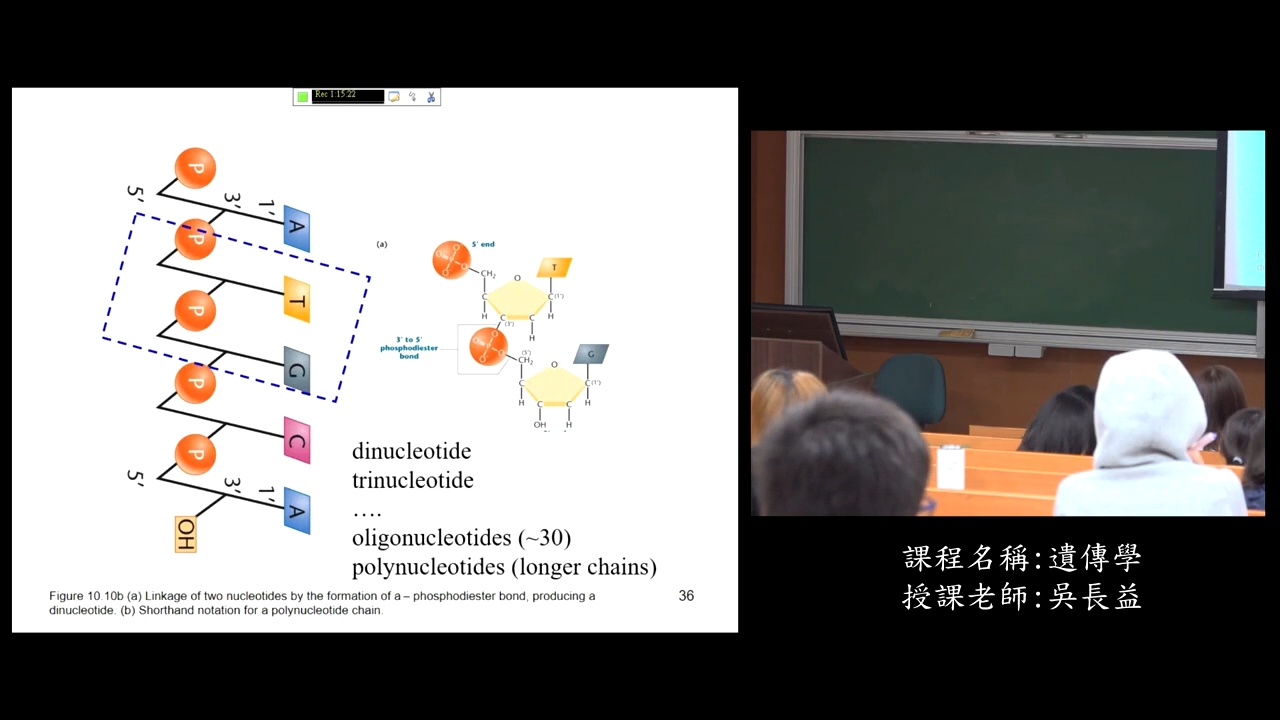 Rec 1:15:22
P
5'
3'
1'
A
P
T
P
G
P
C
P
5'
3'
1'
A
OH
(a)
5' end
O
O
P
O
O
CH₂
O
T
C
C (1')
H
H
C
C
(3')
H
3' to 5'
phosphodiester
bond
O
O
P
O
O
(5')
CH₂
O
G
C
C (1')
H
H
C
C
OH
H
dinucleotide
trinucleotide
....
oligonucleotides (~30)
polynucleotides (longer chains)
Figure 10.10b (a) Linkage of two nucleotides by the formation of a – phosphodiester bond, producing a
dinucleotide. (b) Shorthand notation for a polynucleotide chain.
36
課程名稱:遺傳學
授課老師:吳長益